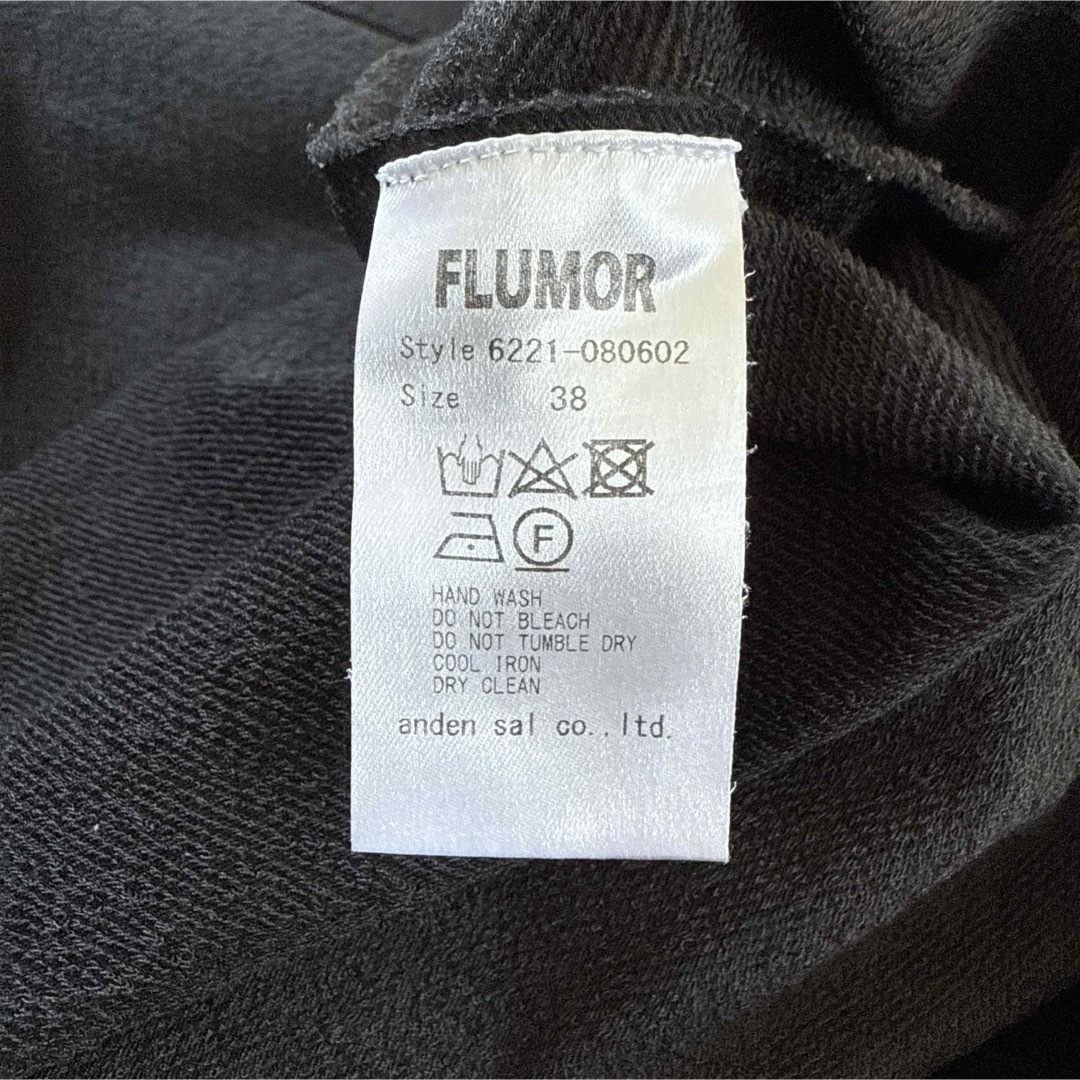 FLUMOR
Style 6221-080602
Size 38
F
HAND WASH
DO NOT BLEACH
DO NOT TUMBLE DRY
COOL IRON
DRY CLEAN
anden sal co.,ltd.